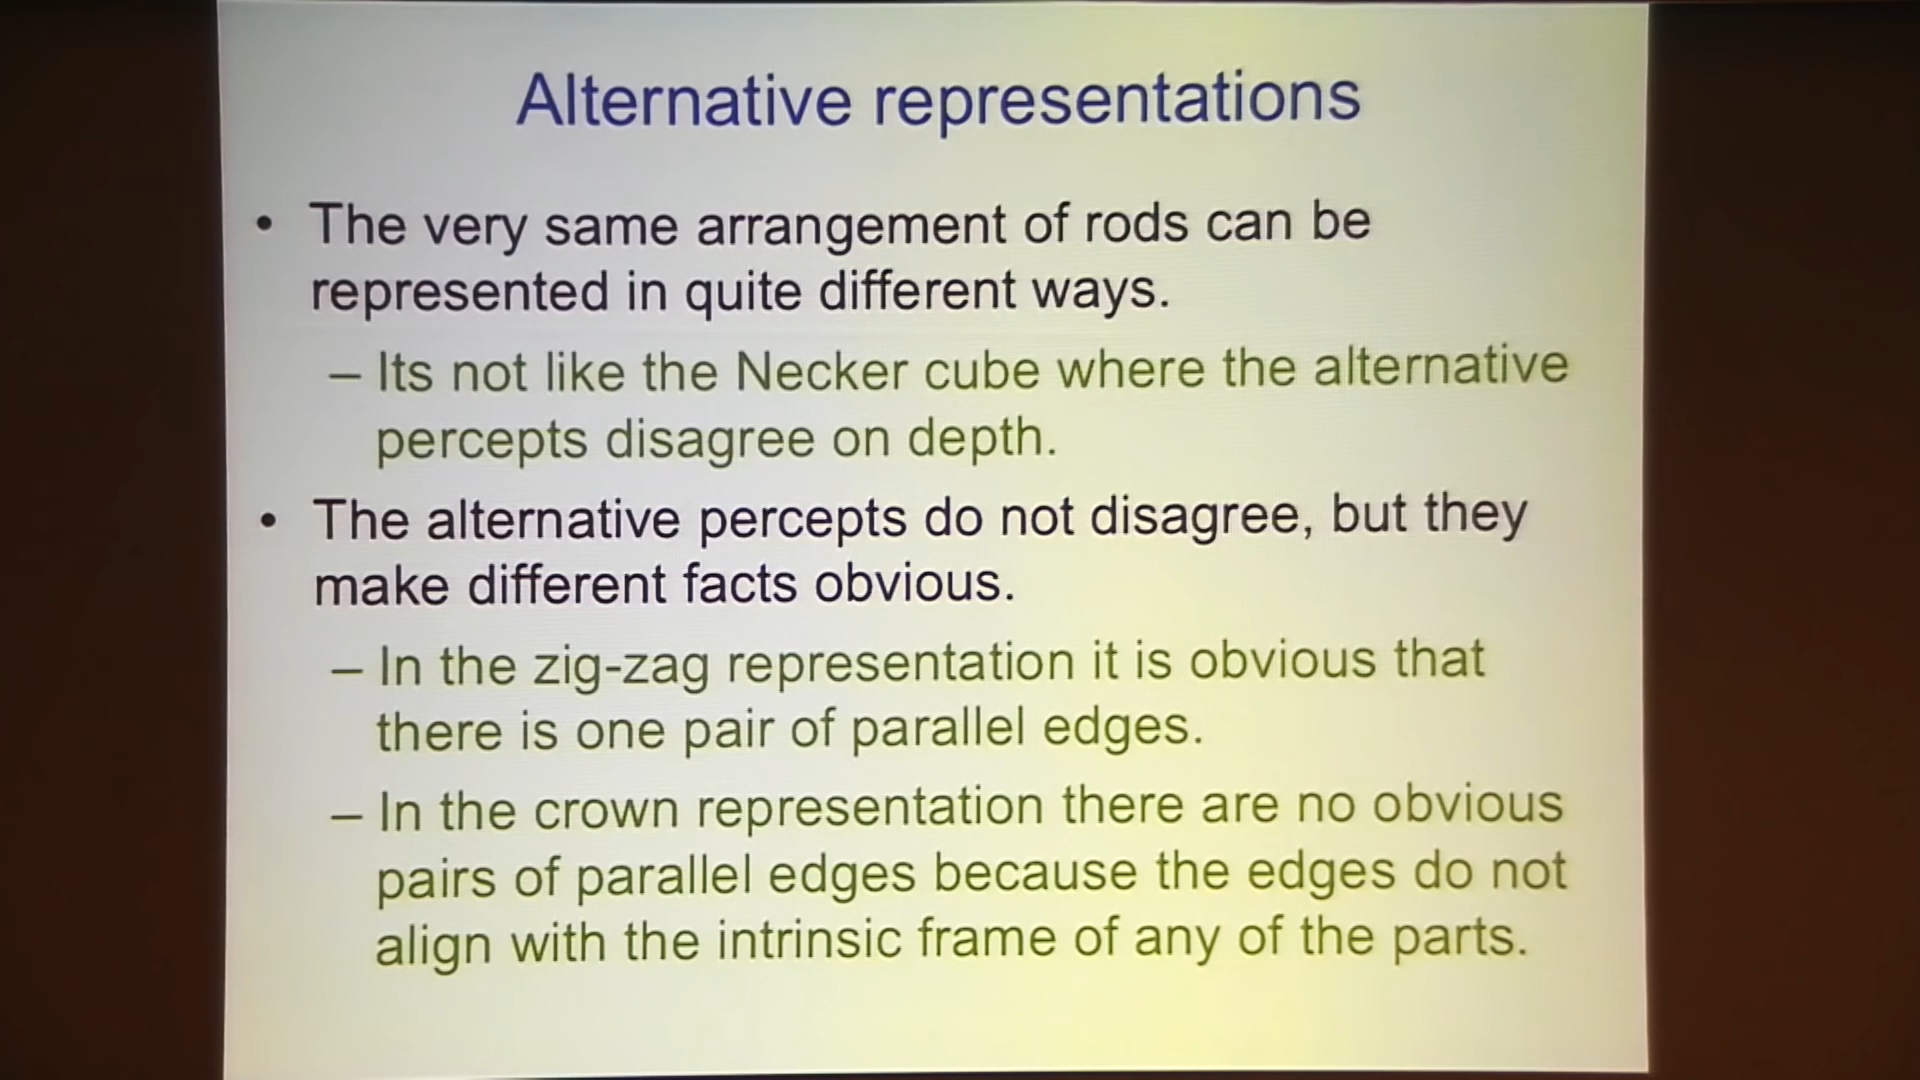 Alternative representations
• The very same arrangement of rods can be
represented in quite different ways.
– Its not like the Necker cube where the alternative
percepts disagree on depth.
• The alternative percepts do not disagree, but they
make different facts obvious.
– In the zig-zag representation it is obvious that
there is one pair of parallel edges.
– In the crown representation there are no obvious
pairs of parallel edges because the edges do not
align with the intrinsic frame of any of the parts.